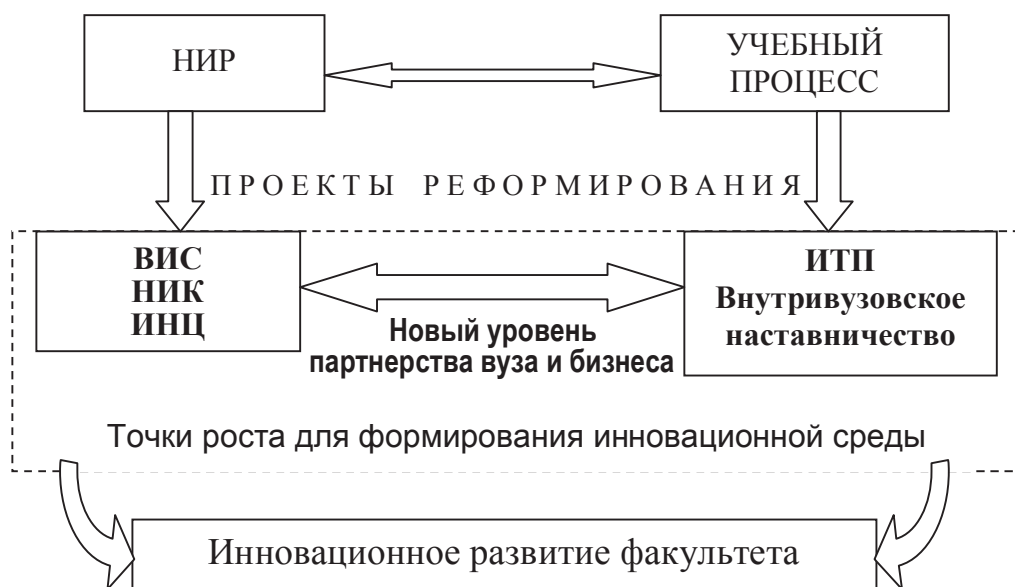 НИР
УЧЕБНЫЙ
ПРОЦЕСС
ПРОЕКТЫ РЕФОРМИРОВАНИЯ
ВИС
НИК
ИНЦ
ИТП
Внутривузовское
наставничество
Новый уровень
партнерства вуза и бизнеса
Точки роста для формирования инновационной среды
Инновационное развитие факультета